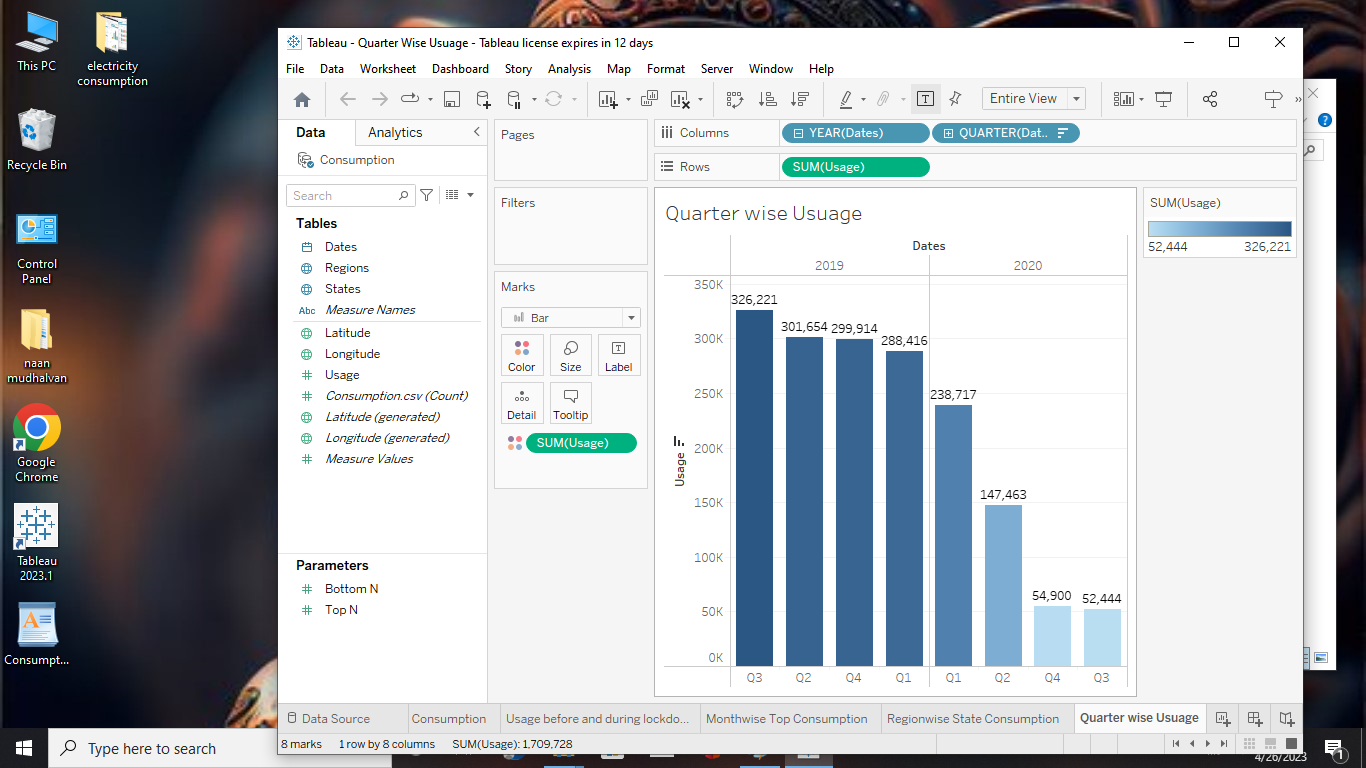 This PC
electricity
consumption
Recycle Bin
Control
Panel
naan
mudhalvan
Google
Chrome
Tableau
2023.1
Consumpt...
Tableau - Quarter Wise Usuage - Tableau license expires in 12 days
File Data Worksheet Dashboard Story Analysis Map Format Server Window Help
Entire View
Data Analytics
Consumption
Search
Tables
Dates
Regions
States
Abc Measure Names
Latitude
Longitude
Usage
Consumption.csv (Count)
Latitude (generated)
Longitude (generated)
Measure Values
Parameters
Bottom N
Top N
Pages
Filters
Marks
Bar
Color Size Label
Detail Tooltip
SUM(Usage)
Columns YEAR(Dates) QUARTER(Dat..
Rows SUM(Usage)
Quarter wise Usuage
Dates
2019 2020
350K
300K
250K
200K
150K
100K
50K
0K
Usage
326,221
301,654
299,914
288,416
238,717
147,463
54,900
52,444
Q3 Q2 Q4 Q1 Q1 Q2 Q4 Q3
SUM(Usage)
52,444 326,221
Data Source Consumption Usage before and during lockdo... Monthwise Top Consumption Regionwise State Consumption Quarter wise Usuage
8 marks 1 row by 8 columns SUM(Usage): 1,709,728
Type here to search
4/26/2023
1